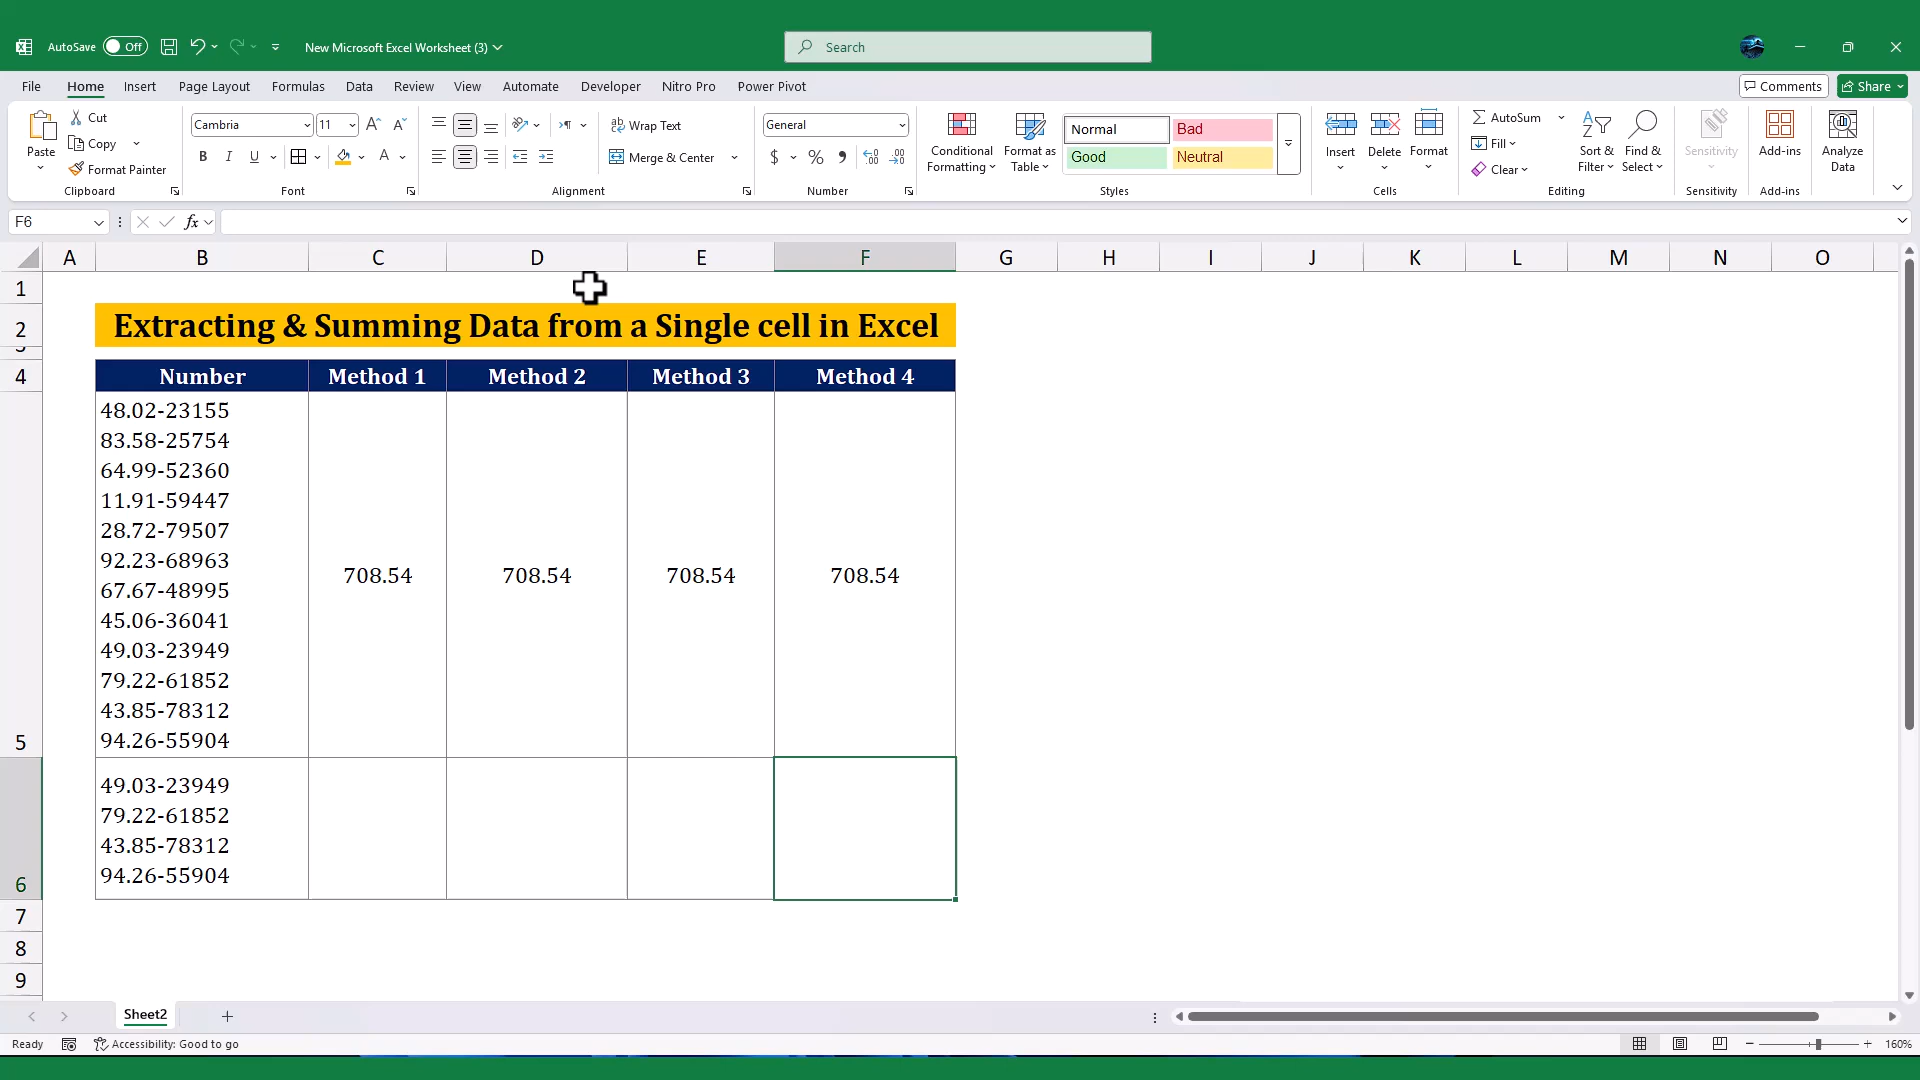 AutoSave Off New Microsoft Excel Worksheet (3) Search
File Home Insert Page Layout Formulas Data Review View Automate Developer Nitro Pro Power Pivot Comments Share
Paste Cut Copy Format Painter
Clipboard
Cambria 11
B I U A
Font
Wrap Text
Merge & Center
Alignment
General
$ % ,
Number
Conditional Formatting
Format as Table
Normal Bad
Good Neutral
Styles
Insert Delete Format
Cells
AutoSum
Fill
Clear
Sort & Filter
Find & Select
Editing
Sensitivity
Sensitivity
Add-ins
Add-ins
Analyze Data
F6 fx
A B C D E F G H I J K L M N O
1
2 Extracting & Summing Data from a Single cell in Excel
4 Number Method 1 Method 2 Method 3 Method 4
48.02-23155
83.58-25754
64.99-52360
11.91-59447
28.72-79507
92.23-68963
708.54 708.54 708.54 708.54
67.67-48995
45.06-36041
49.03-23949
79.22-61852
43.85-78312
5 94.26-55904
49.03-23949
79.22-61852
43.85-78312
6 94.26-55904
7
8
9
Sheet2
Ready Accessibility: Good to go 160%